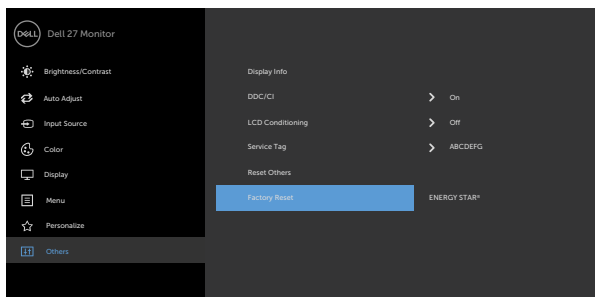 DELL Dell 27 Monitor
Brightness/Contrast Display Info
Auto Adjust DDC/CI On
Input Source LCD Conditioning Off
Color Service Tag ABCDEFG
Display Reset Others
Menu Factory Reset ENERGY STAR®
Personalize
Others